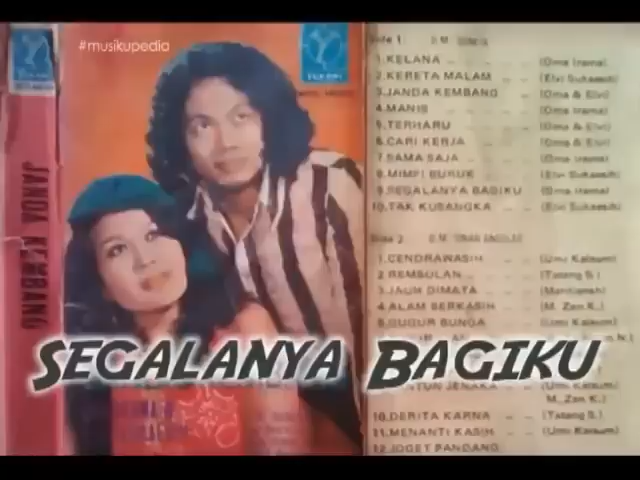 #musikupedia
JANDA KEMBANG
Side 1 O.M. SONETA
1.KELANA (Oma Irama)
2.KERETA MALAM (Elvi Sukaesih)
3.JANDA KEMBANG (Oma & Elvi)
4.MANIS (Oma Irama)
5.TERHARU (Oma & Elvi)
6.CARI KERJA (Oma & Elvi)
7.SAMA SAJA (Oma Irama)
8.MIMPI BURUK (Elvi Sukaesih)
9.SEGALANYA BAGIKU (Oma Irama)
10.TAK KUSANGKA (Elvi Sukaesih)
Side 2 O.M.
1.CENDRAWASIH (Umi Kalsum)
2.REMBULAN (Tatang S.)
3.JAUH DIMATA
4.ALAM BERKASIH (M. Zen K.)
5.GUGUR BUNGA (Umi Kalsum)
SEGALANYA BAGIKU
JENAKA (Umi Kalsum/
M. Zen K.)
10.DERITA KARNA (Tatang S.)
11.MENANTI KASIH (Umi Kalsum)
12.JOGET PANDANG